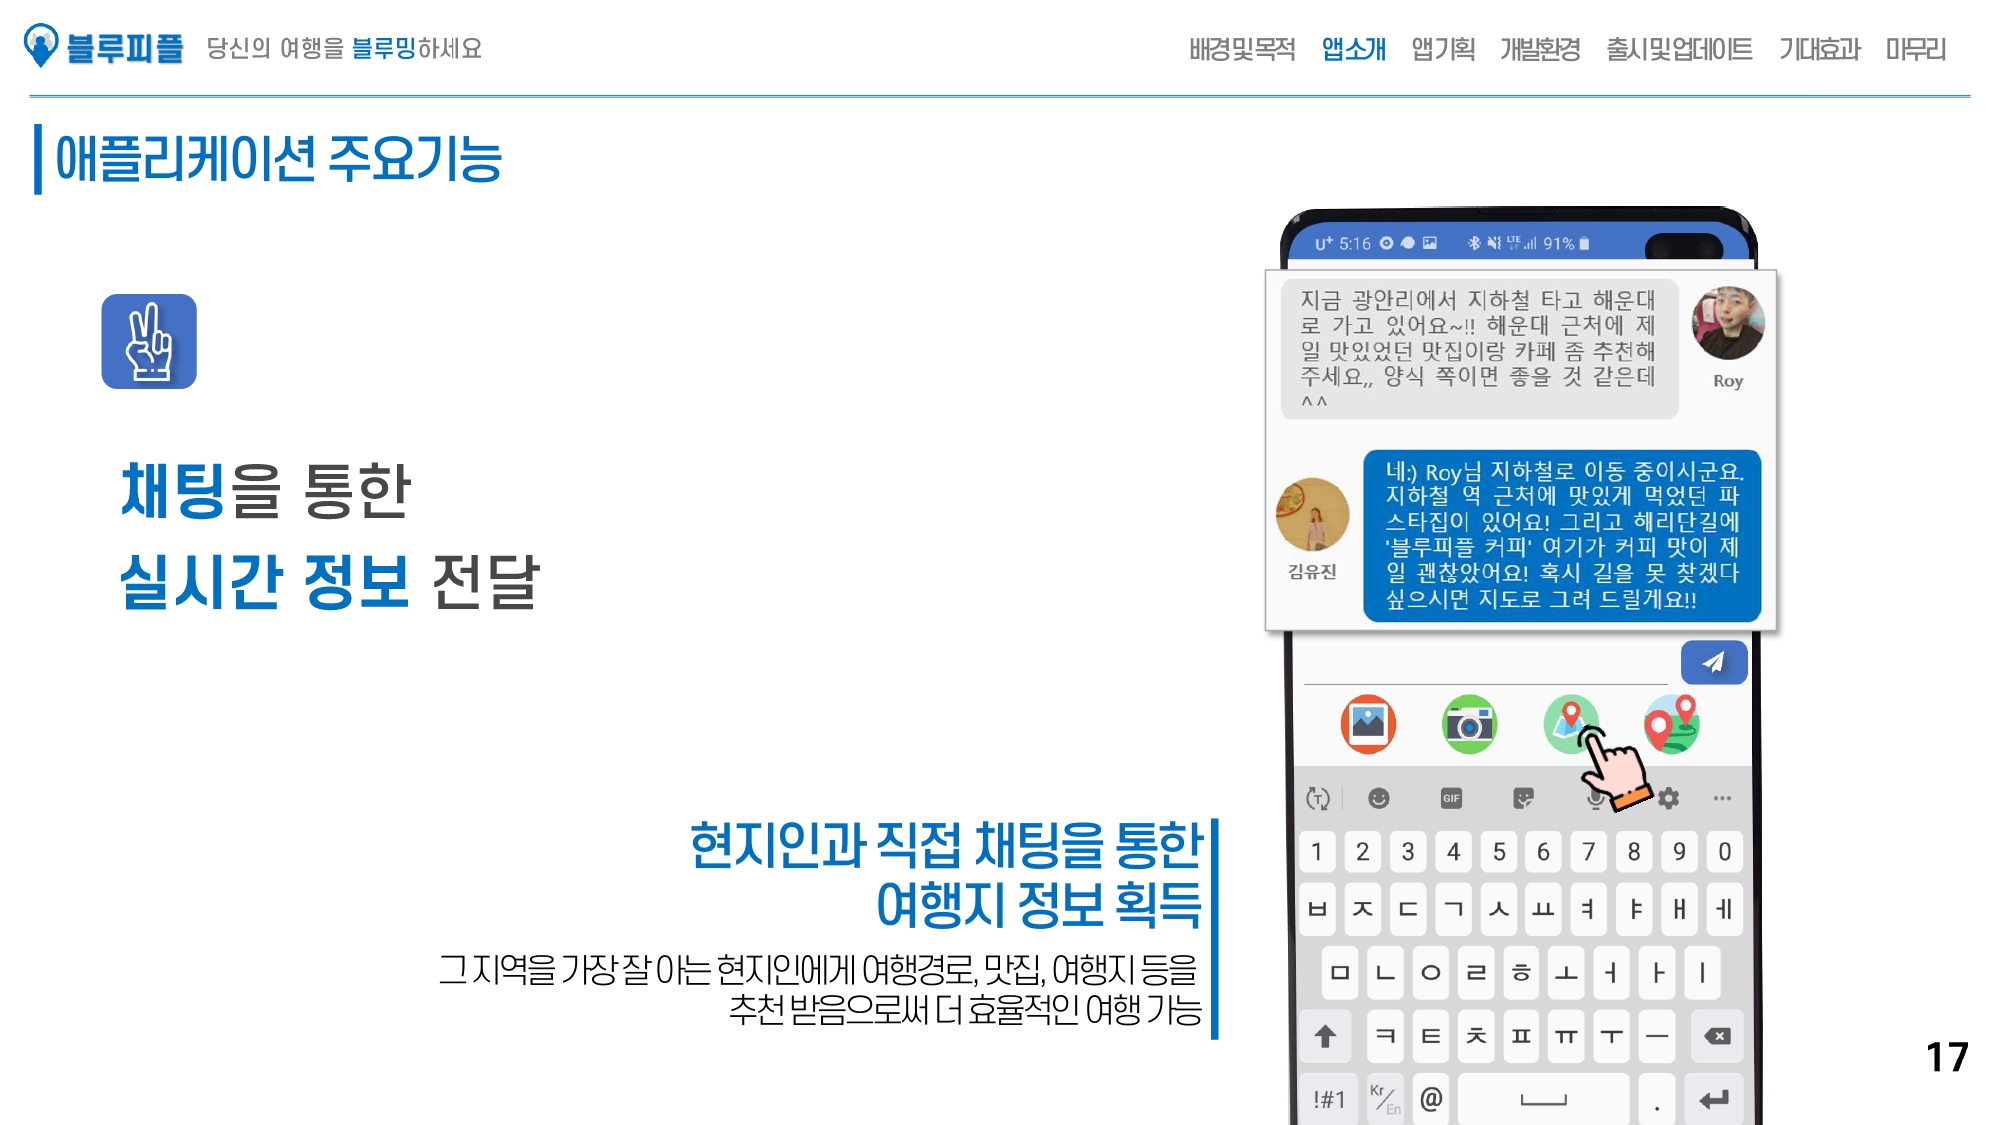 블루피플 당신의 여행을 블루밍하세요
배경및목적 앱소개 앱기획 개발환경 출시및업데이트 기대효과 마무리
애플리케이션 주요기능
채팅을 통한
실시간 정보 전달
현지인과 직접 채팅을 통한
여행지 정보 획득
그 지역을 가장 잘 아는 현지인에게 여행경로, 맛집, 여행지 등을
추천 받음으로써 더 효율적인 여행 가능
U+ 5:16 LTE 91%
지금 광안리에서 지하철 타고 해운대
로 가고 있어요~!! 해운대 근처에 제
일 맛있었던 맛집이랑 카페 좀 추천해
주세요,, 양식 쪽이면 좋을 것 같은데
^^
Roy
네:) Roy님 지하철로 이동 중이시군요.
지하철 역 근처에 맛있게 먹었던 파
스타집이 있어요! 그리고 해리단길에
'블루피플 커피' 여기가 커피 맛이 제
일 괜찮았어요! 혹시 길을 못 찾겠다
싶으시면 지도로 그려 드릴게요!!
김유진
T GIF
1 2 3 4 5 6 7 8 9 0
ㅂ ㅈ ㄷ ㄱ ㅅ ㅛ ㅕ ㅑ ㅐ ㅔ
ㅁ ㄴ ㅇ ㄹ ㅎ ㅗ ㅓ ㅏ ㅣ
ㅋ ㅌ ㅊ ㅍ ㅠ ㅜ ㅡ
!#1 Kr/En @ .
17